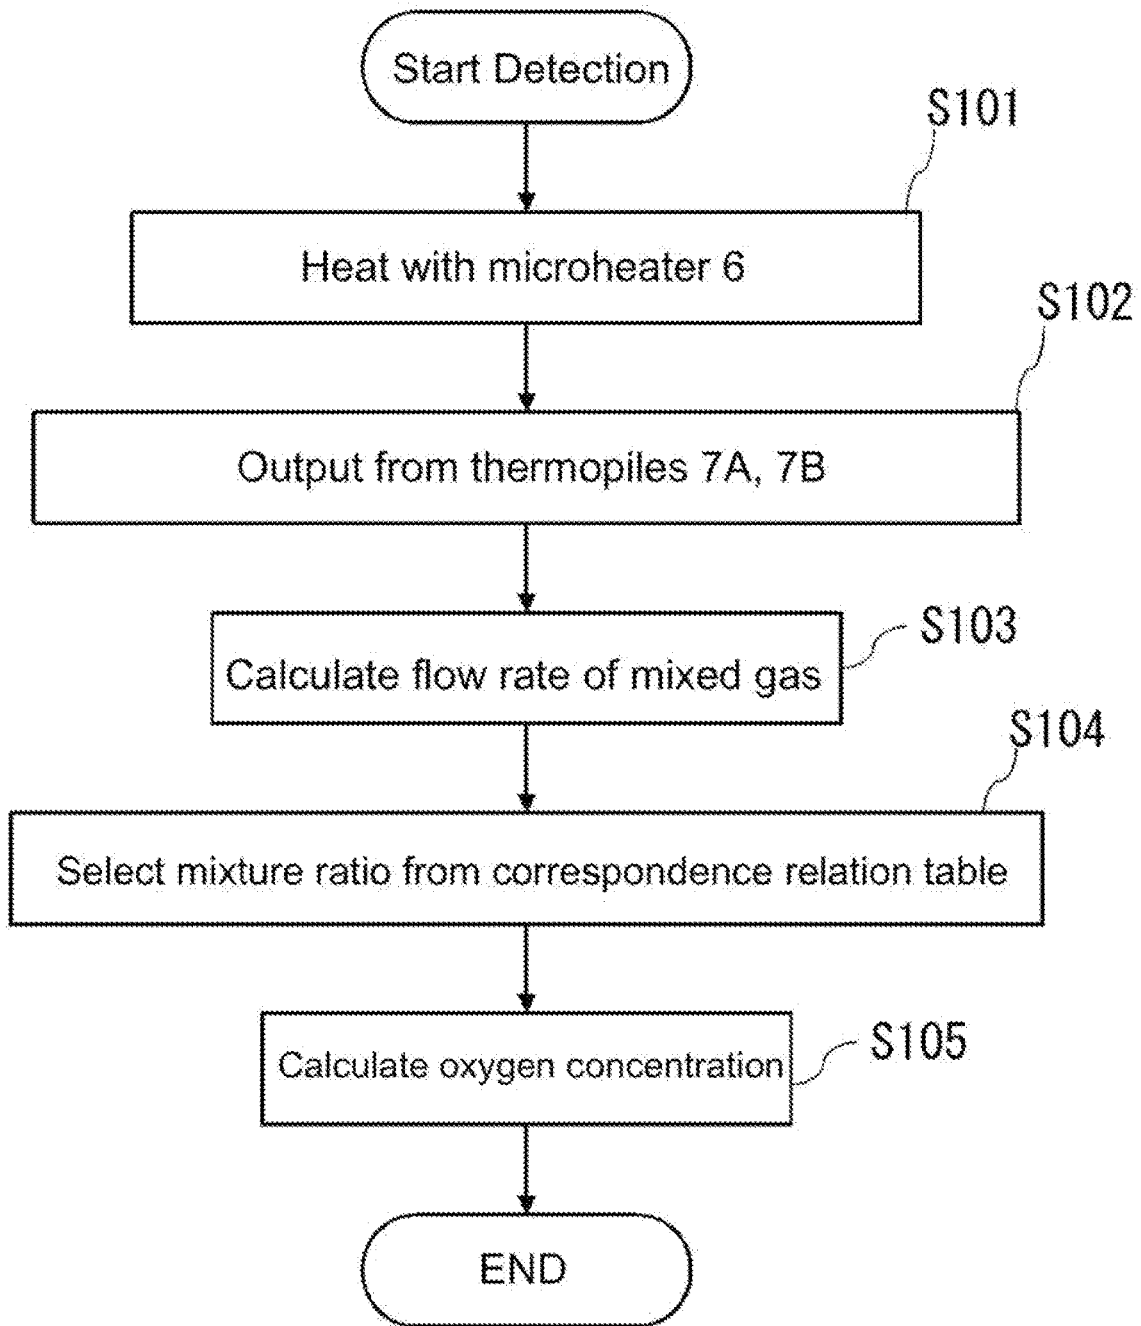 Start Detection
S101
Heat with microheater 6
S102
Output from thermopiles 7A, 7B
S103
Calculate flow rate of mixed gas
S104
Select mixture ratio from correspondence relation table
S105
Calculate oxygen concentration
END